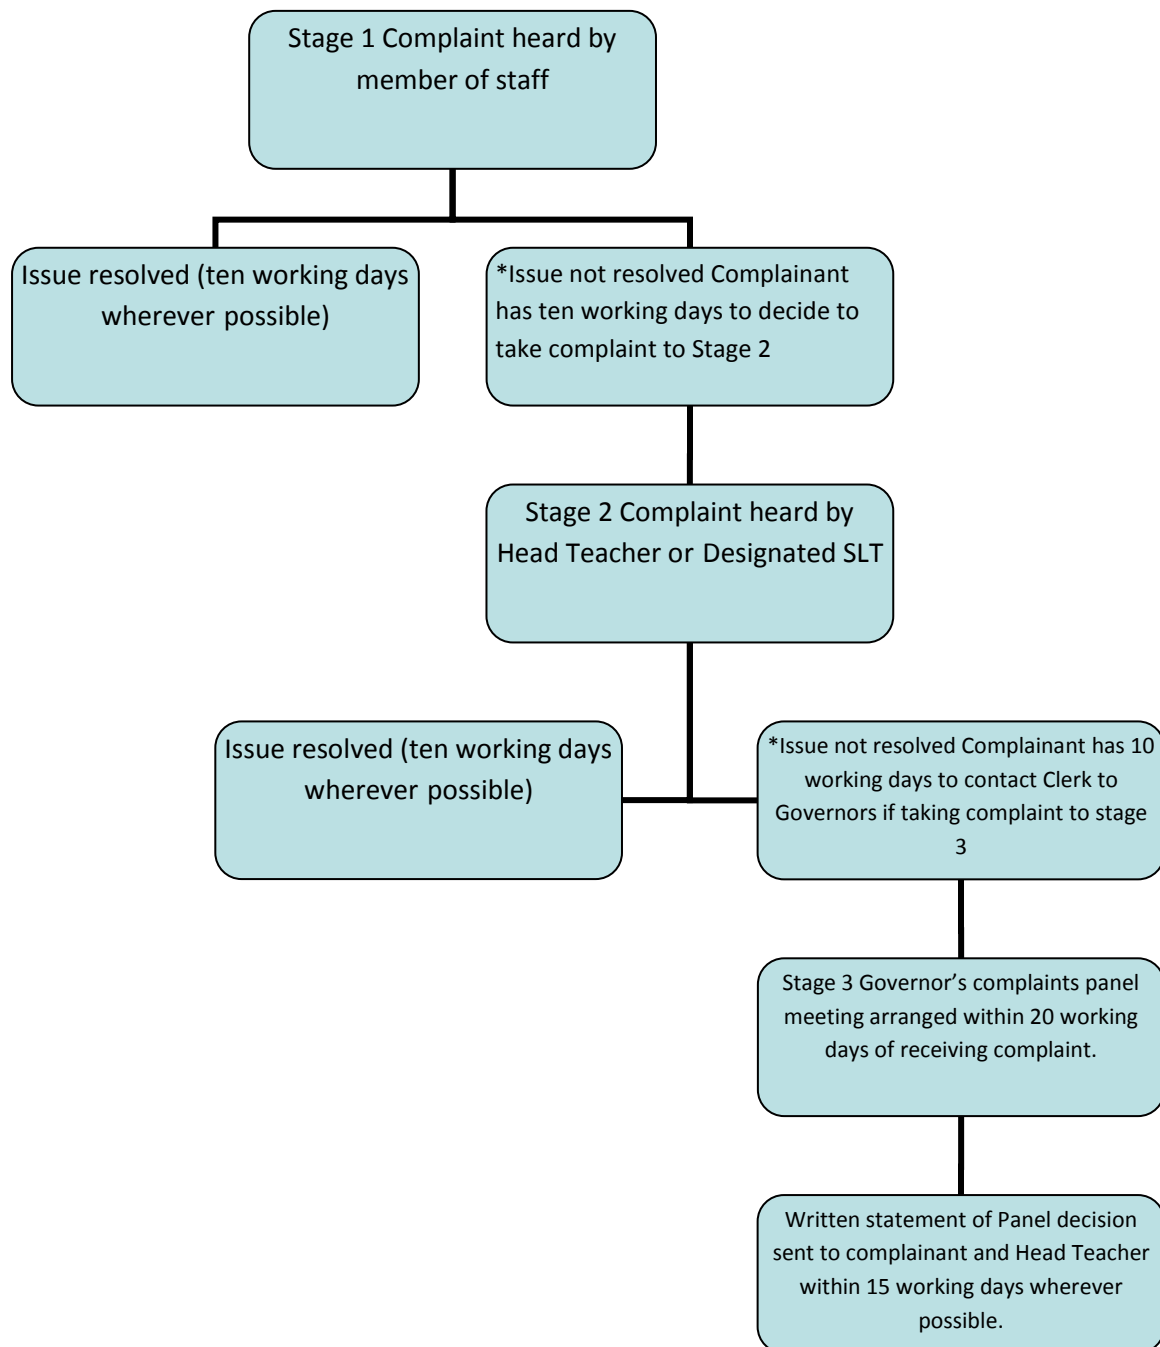 Stage 1 Complaint heard by
member of staff
Issue resolved (ten working days
wherever possible)
*Issue not resolved Complainant
has ten working days to decide to
take complaint to Stage 2
Stage 2 Complaint heard by
Head Teacher or Designated SLT
Issue resolved (ten working days
wherever possible)
*Issue not resolved Complainant has 10
working days to contact Clerk to
Governors if taking complaint to stage
3
Stage 3 Governor’s complaints panel
meeting arranged within 20 working
days of receiving complaint.
Written statement of Panel decision
sent to complainant and Head Teacher
within 15 working days wherever
possible.